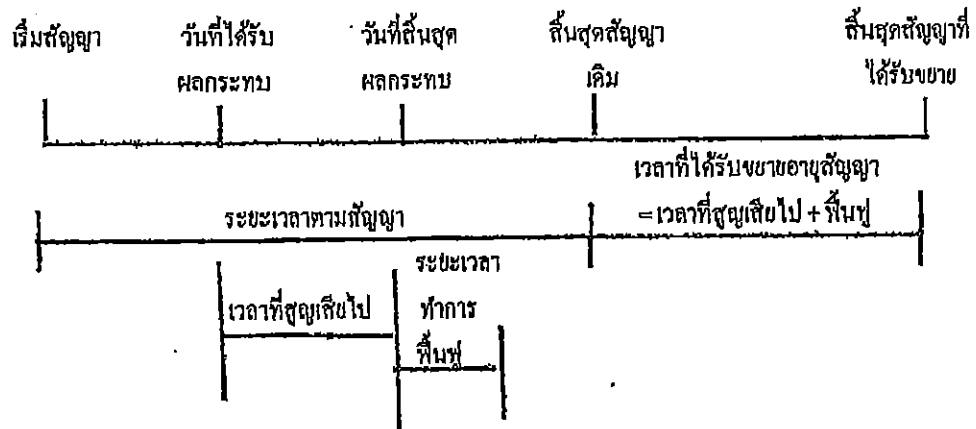 เริ่มสัญญา วันที่ได้รับ วันที่สิ้นสุด สิ้นสุดสัญญา สิ้นสุดสัญญาที่
ผลกระทบ ผลกระทบ เดิม ได้รับขยาย
เวลาที่ได้รับขยายอายุสัญญา
ระยะเวลาตามสัญญา =เวลาที่สูญเสียไป + ฟื้นฟู
ระยะเวลา
เวลาที่สูญเสียไป ทำการ
ฟื้นฟู